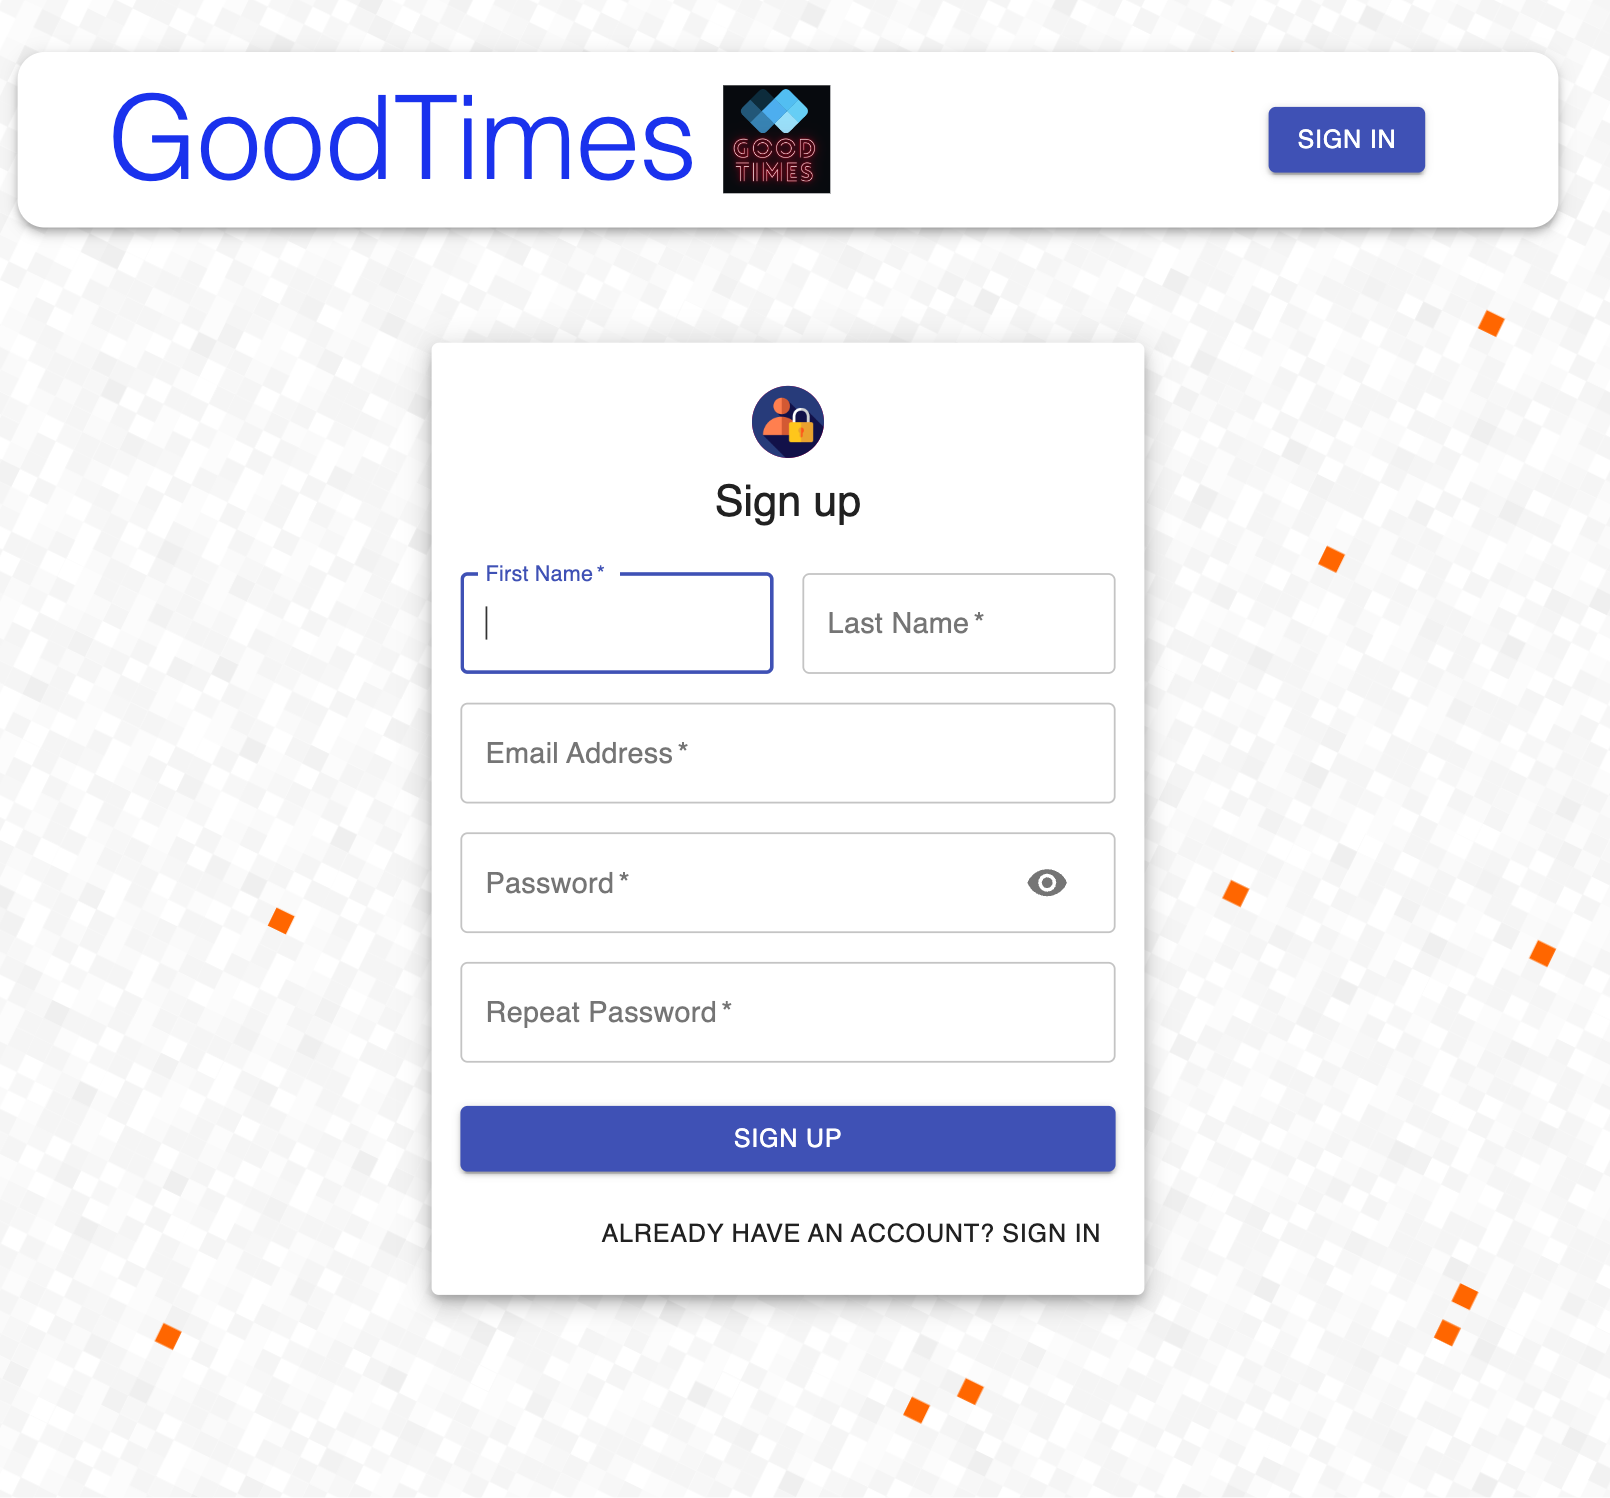 GoodTimes
GOOD
TIMES
SIGN IN
Sign up
First Name *
Last Name *
Email Address *
Password *
Repeat Password *
SIGN UP
ALREADY HAVE AN ACCOUNT? SIGN IN